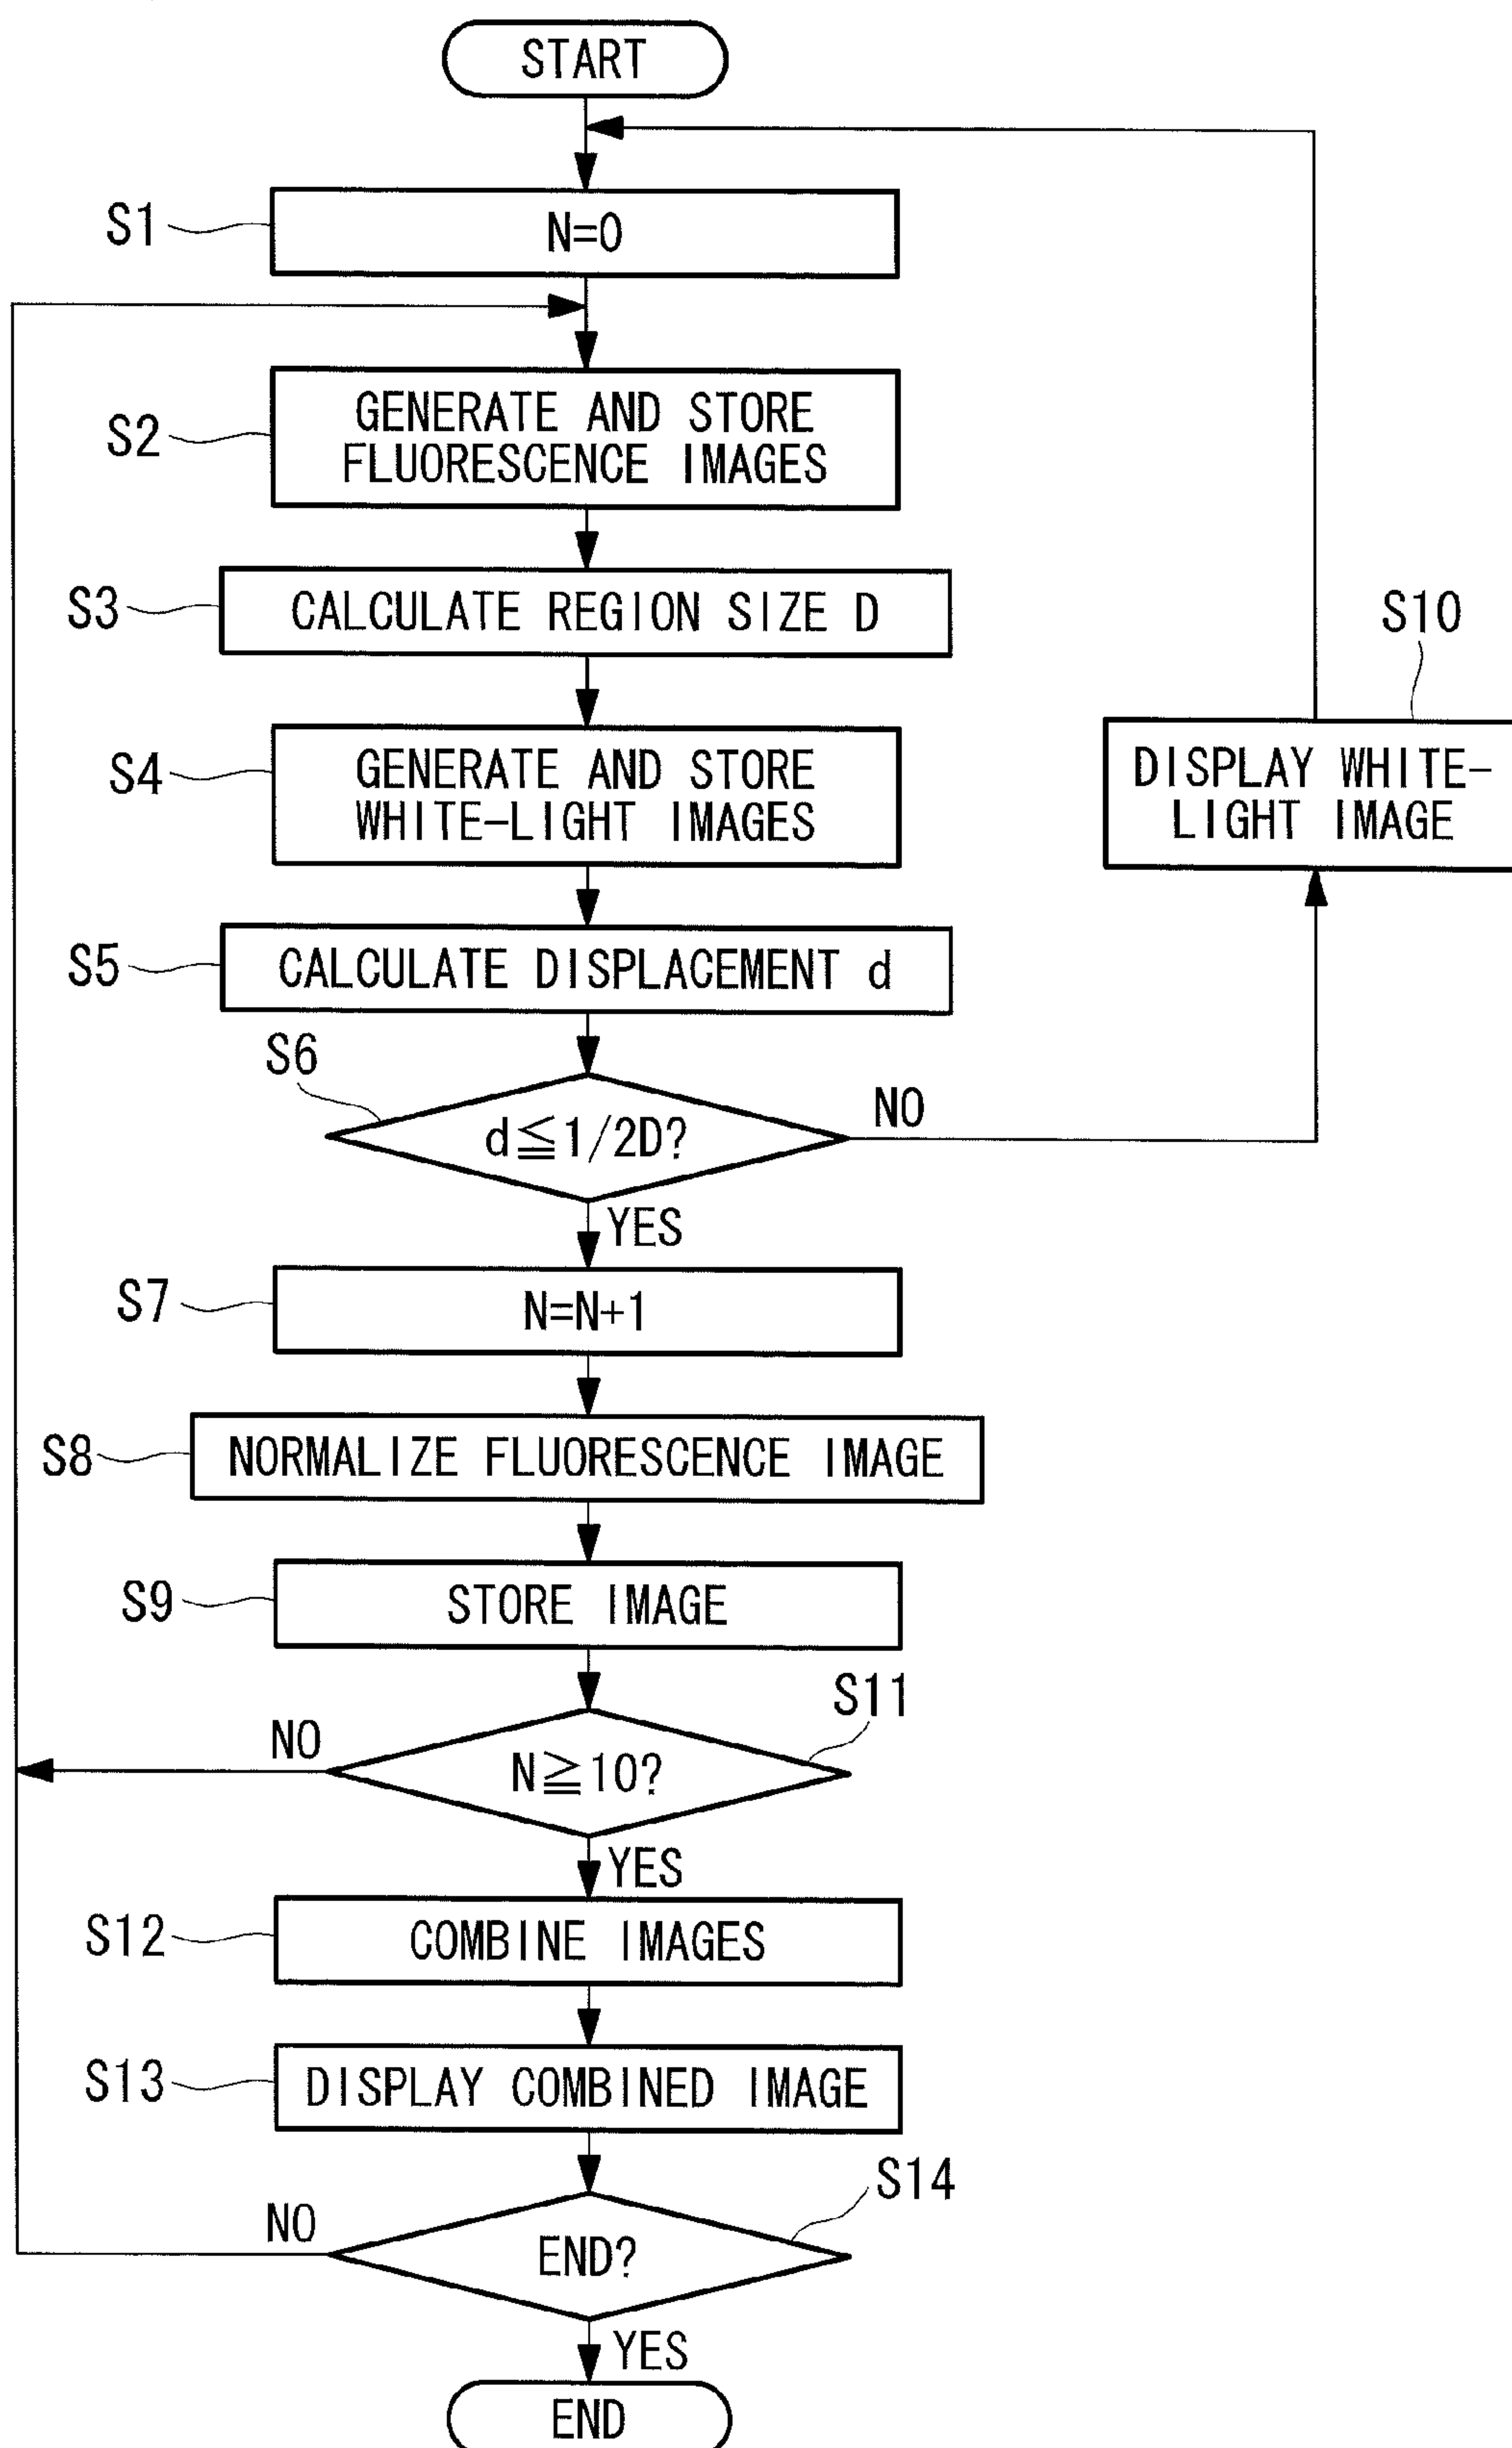 START
S1
N=0
S2
GENERATE AND STORE
FLUORESCENCE IMAGES
S3
CALCULATE REGION SIZE D
S10
S4
GENERATE AND STORE
WHITE-LIGHT IMAGES
DISPLAY WHITE-
LIGHT IMAGE
S5
CALCULATE DISPLACEMENT d
S6
d≦1/2D?
NO
YES
S7
N=N+1
S8
NORMALIZE FLUORESCENCE IMAGE
S9
STORE IMAGE
S11
N≧10?
NO
YES
S12
COMBINE IMAGES
S13
DISPLAY COMBINED IMAGE
S14
END?
NO
YES
END